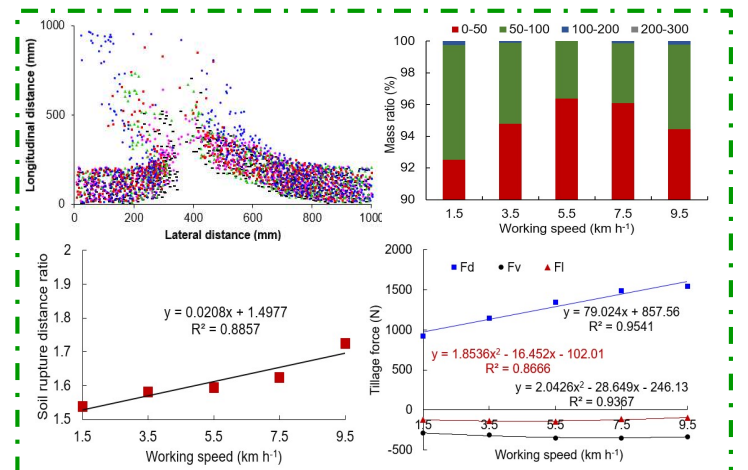 1000
500
0
0 200 400 600 800 1000
Longitudinal distance (mm)
Lateral distance (mm)
0-50 50-100 100-200 200-300
100
98
96
94
92
90
Mass ratio (%)
1.5 3.5 5.5 7.5 9.5
Working speed (km h-1)
2
1.9
1.8
1.7
1.6
1.5
Soil rupture distance ratio
y = 0.0208x + 1.4977
R² = 0.8857
1.5 3.5 5.5 7.5 9.5
Working speed (km h-1)
2000
1500
1000
500
0
-500
Tillage force (N)
Fd Fv Fl
y = 79.024x + 857.56
R² = 0.9541
y = 1.8536x² - 16.452x - 102.01
R² = 0.8666
y = 2.0426x² - 28.649x - 246.13
R² = 0.9367
1.5 3.5 5.5 7.5 9.5
Working speed (km h-1)